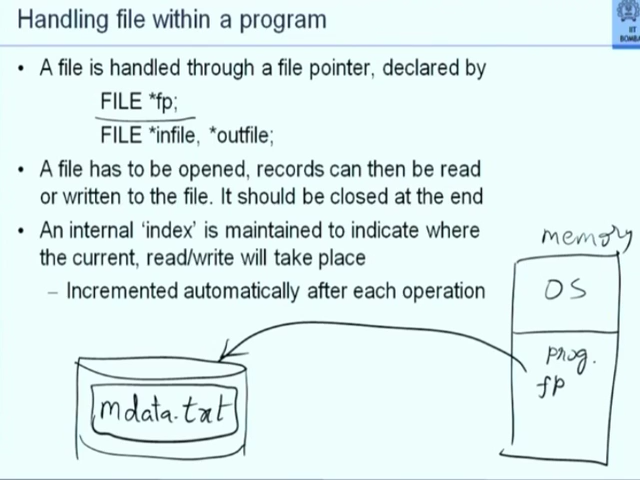 Handling file within a program
IIT
BOMBAY
• A file is handled through a file pointer, declared by
FILE *fp;
FILE *infile, *outfile;
• A file has to be opened, records can then be read
or written to the file. It should be closed at the end
• An internal ‘index’ is maintained to indicate where
the current, read/write will take place
– Incremented automatically after each operation
memory
OS
prog.
fp
mdata.txt